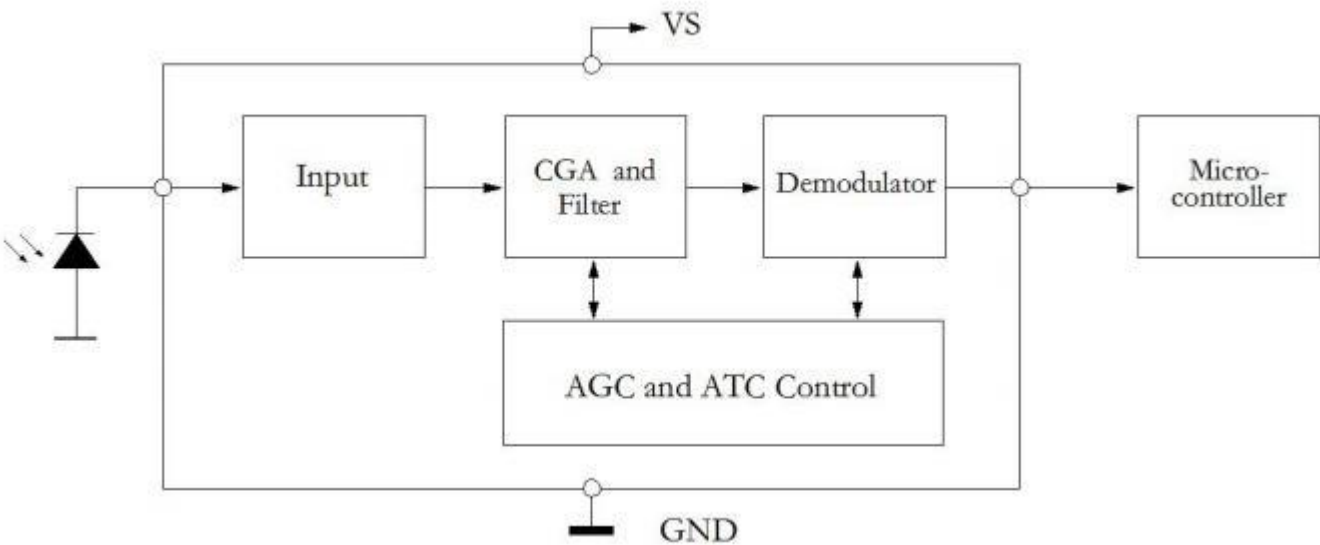 VS
Input
CGA and
Filter
Demodulator
Micro-
controller
AGC and ATC Control
GND